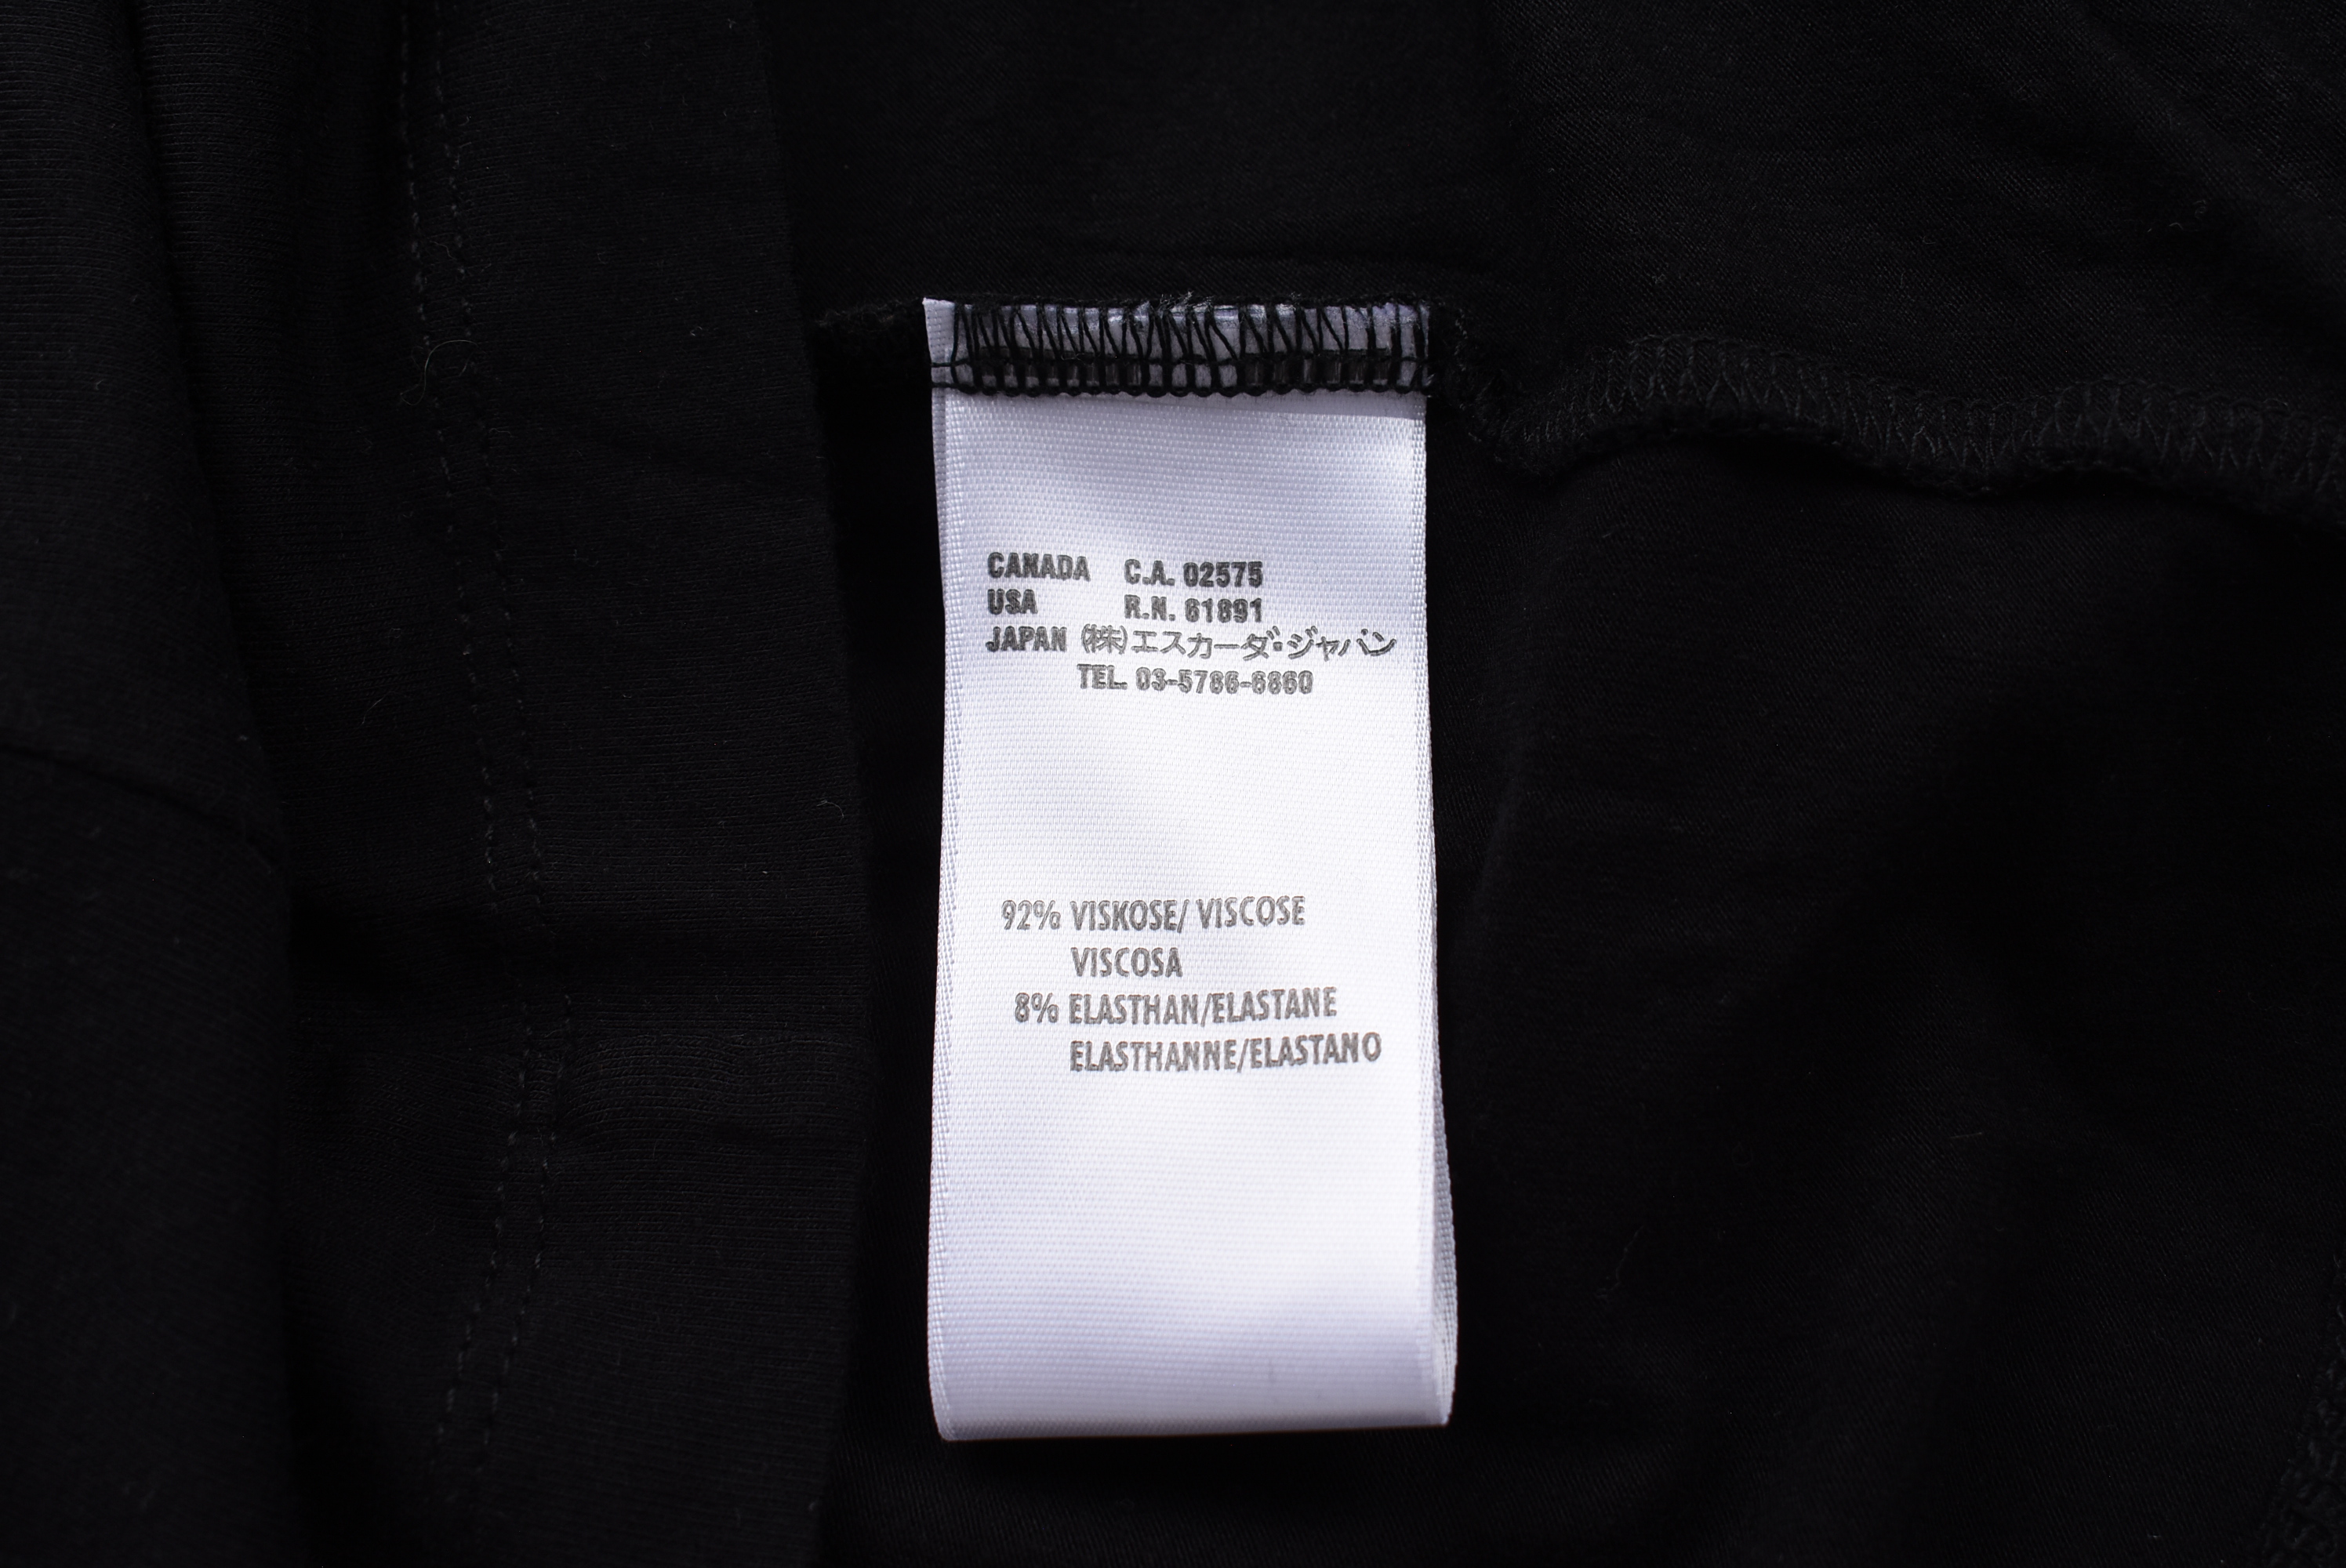 CANADA C.A. 02575
USA R.N. 61891
JAPAN (株)エスカーダ・ジャパン
TEL. 03-5786-6860
92% VISKOSE/ VISCOSE
VISCOSA
8% ELASTHAN/ELASTANE
ELASTHANNE/ELASTANO